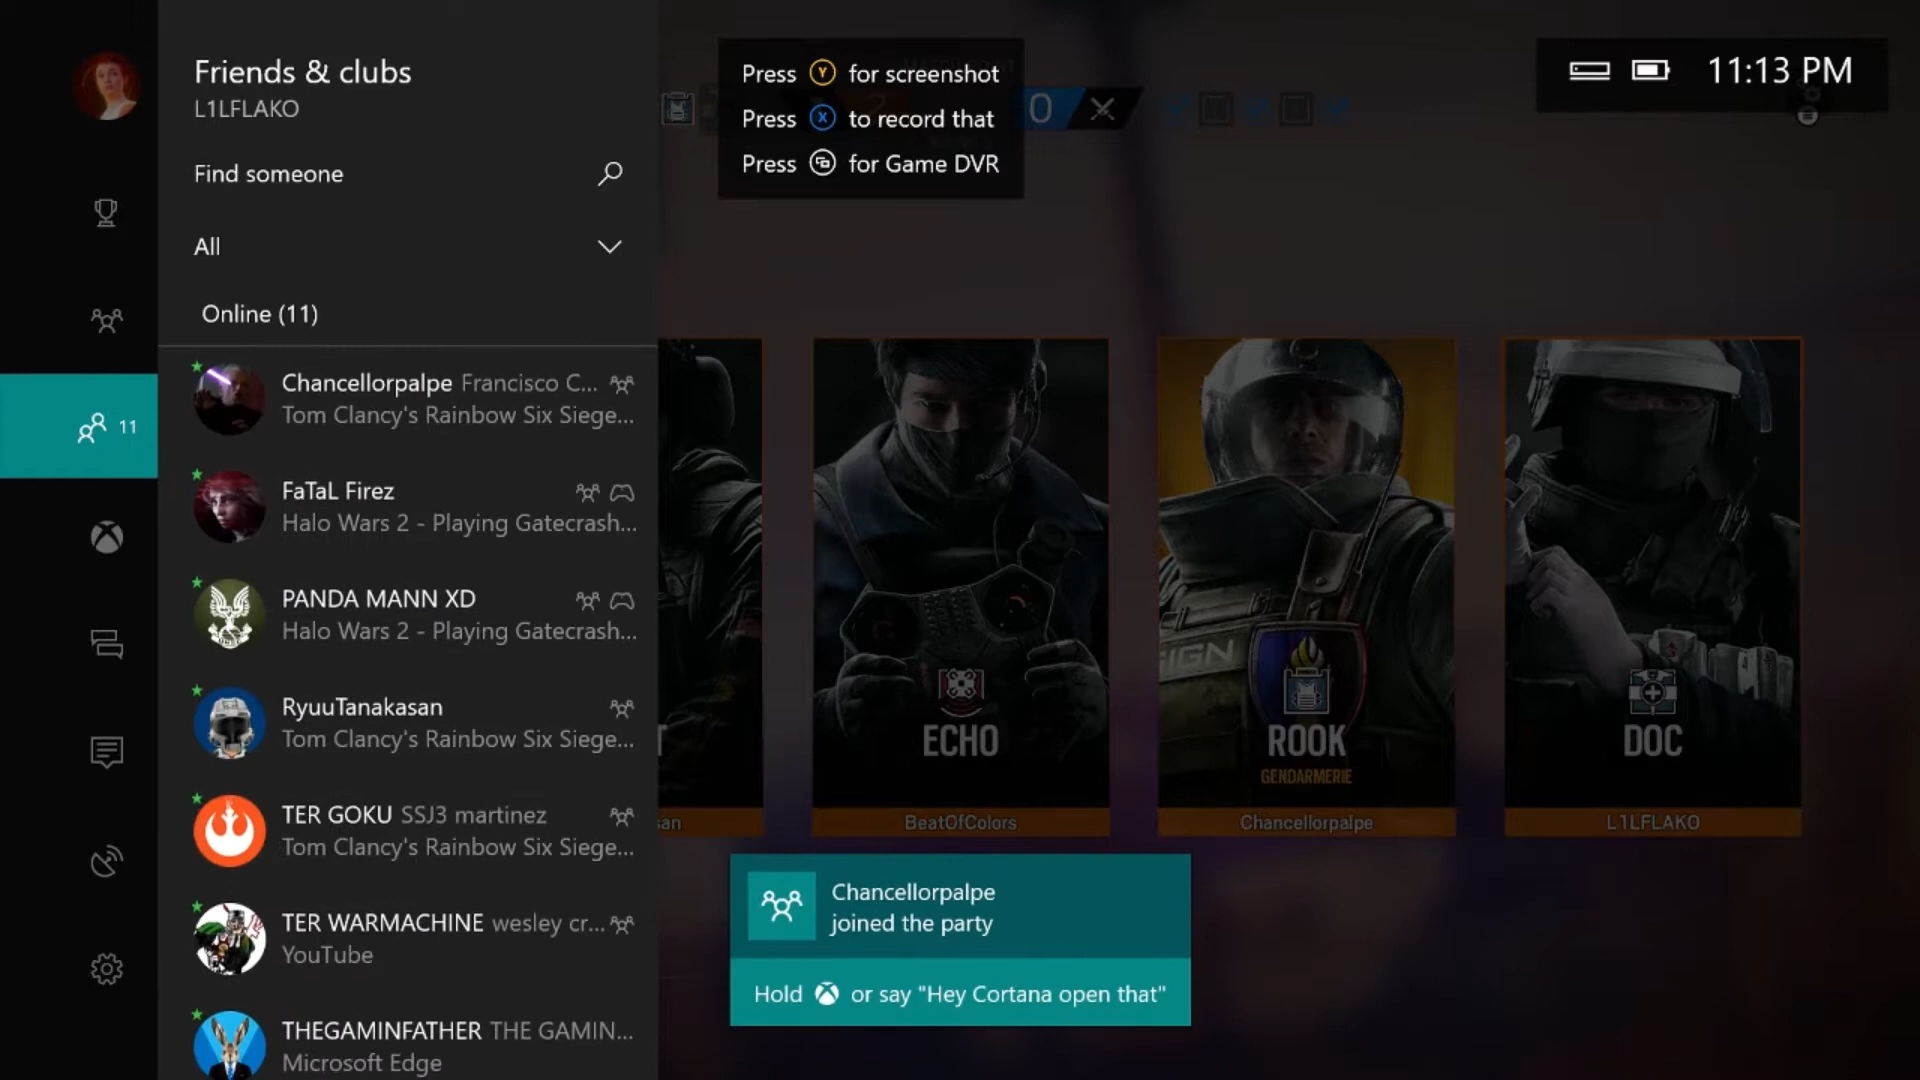 Friends & clubs
L1LFLAKO
Find someone
All
Online (11)
11
Chancellorpalpe Francisco C...
Tom Clancy's Rainbow Six Siege...
FaTaL Firez
Halo Wars 2 - Playing Gatecrash...
PANDA MANN XD
Halo Wars 2 - Playing Gatecrash...
RyuuTanakasan
Tom Clancy's Rainbow Six Siege...
TER GOKU SSJ3 martinez
Tom Clancy's Rainbow Six Siege...
TER WARMACHINE wesley cr...
YouTube
THEGAMINFATHER THE GAMIN...
Microsoft Edge
Press Y for screenshot
Press X to record that
Press for Game DVR
2
0
11:13 PM
ECHO
BeatOfColors
ROOK
GENDARMERIE
Chancellorpalpe
DOC
L1LFLAKO
Chancellorpalpe
joined the party
Hold or say "Hey Cortana open that"